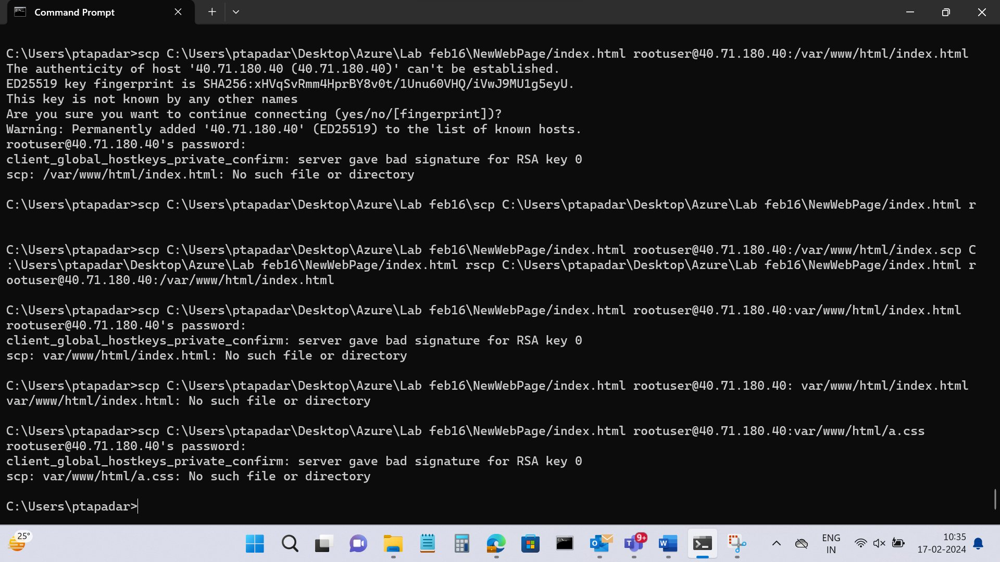 Command Prompt
C:\Users\ptapadar>scp C:\Users\ptapadar\Desktop\Azure\Lab feb16\NewWebPage/index.html rootuser@40.71.180.40:/var/www/html/index.html
The authenticity of host '40.71.180.40 (40.71.180.40)' can't be established.
ED25519 key fingerprint is SHA256:xHVqSvRmm4HprBY8v0t/1Unu60VHQ/iVwJ9MU1g5eyU.
This key is not known by any other names
Are you sure you want to continue connecting (yes/no/[fingerprint])?
Warning: Permanently added '40.71.180.40' (ED25519) to the list of known hosts.
rootuser@40.71.180.40's password:
client_global_hostkeys_private_confirm: server gave bad signature for RSA key 0
scp: /var/www/html/index.html: No such file or directory
C:\Users\ptapadar>scp C:\Users\ptapadar\Desktop\Azure\Lab feb16\scp C:\Users\ptapadar\Desktop\Azure\Lab feb16\NewWebPage/index.html r
C:\Users\ptapadar>scp C:\Users\ptapadar\Desktop\Azure\Lab feb16\NewWebPage/index.html rootuser@40.71.180.40:/var/www/html/index.scp C
:\Users\ptapadar\Desktop\Azure\Lab feb16\NewWebPage/index.html rscp C:\Users\ptapadar\Desktop\Azure\Lab feb16\NewWebPage/index.html r
ootuser@40.71.180.40:/var/www/html/index.html
C:\Users\ptapadar>scp C:\Users\ptapadar\Desktop\Azure\Lab feb16\NewWebPage/index.html rootuser@40.71.180.40:var/www/html/index.html
rootuser@40.71.180.40's password:
client_global_hostkeys_private_confirm: server gave bad signature for RSA key 0
scp: var/www/html/index.html: No such file or directory
C:\Users\ptapadar>scp C:\Users\ptapadar\Desktop\Azure\Lab feb16\NewWebPage/index.html rootuser@40.71.180.40: var/www/html/index.html
var/www/html/index.html: No such file or directory
C:\Users\ptapadar>scp C:\Users\ptapadar\Desktop\Azure\Lab feb16\NewWebPage/index.html rootuser@40.71.180.40:var/www/html/a.css
rootuser@40.71.180.40's password:
client_global_hostkeys_private_confirm: server gave bad signature for RSA key 0
scp: var/www/html/a.css: No such file or directory
C:\Users\ptapadar>
25°
9+
ENG
IN
10:35
17-02-2024